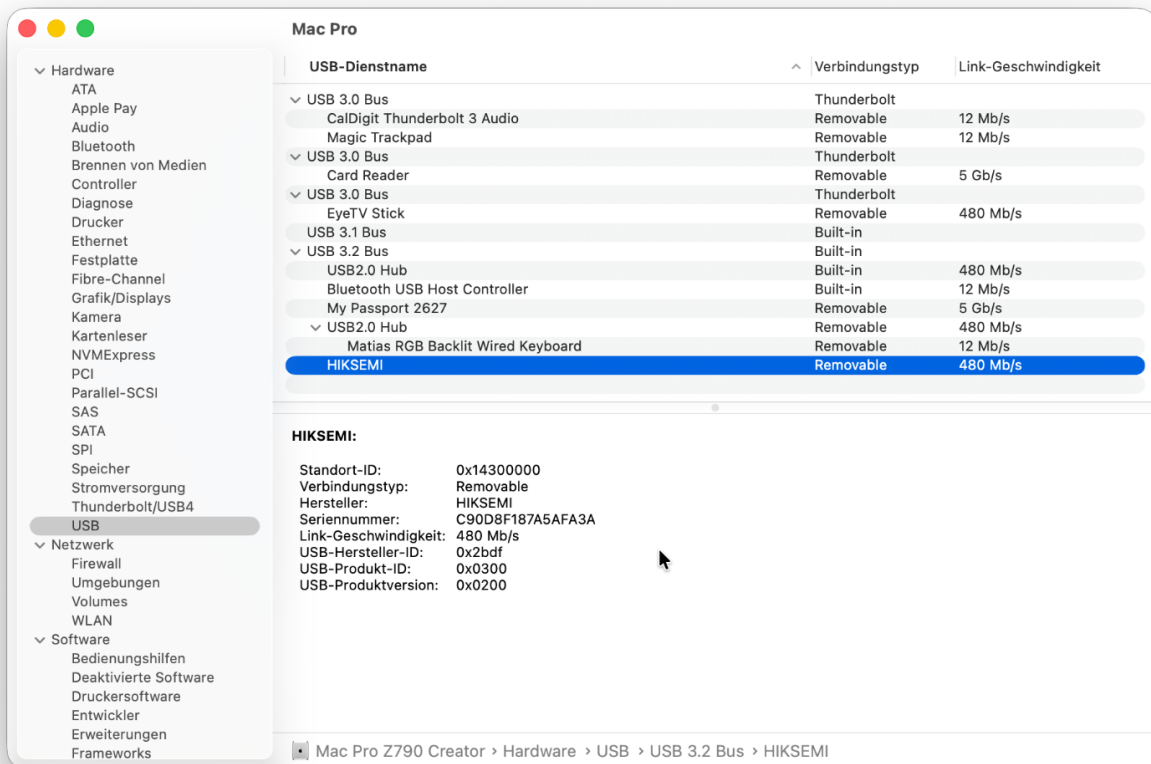 Mac Pro
Hardware
ATA
Apple Pay
Audio
Bluetooth
Brennen von Medien
Controller
Diagnose
Drucker
Ethernet
Festplatte
Fibre-Channel
Grafik/Displays
Kamera
Kartenleser
NVMExpress
PCI
Parallel-SCSI
SAS
SATA
SPI
Speicher
Stromversorgung
Thunderbolt/USB4
USB
Netzwerk
Firewall
Umgebungen
Volumes
WLAN
Software
Bedienungshilfen
Deaktivierte Software
Druckersoftware
Entwickler
Erweiterungen
Frameworks
USB-Dienstname Verbindungstyp Link-Geschwindigkeit
USB 3.0 Bus Thunderbolt
CalDigit Thunderbolt 3 Audio Removable 12 Mb/s
Magic Trackpad Removable 12 Mb/s
USB 3.0 Bus Thunderbolt
Card Reader Removable 5 Gb/s
USB 3.0 Bus Thunderbolt
EyeTV Stick Removable 480 Mb/s
USB 3.1 Bus Built-in
USB 3.2 Bus Built-in
USB2.0 Hub Built-in 480 Mb/s
Bluetooth USB Host Controller Built-in 12 Mb/s
My Passport 2627 Removable 5 Gb/s
USB2.0 Hub Removable 480 Mb/s
Matias RGB Backlit Wired Keyboard Removable 12 Mb/s
HIKSEMI Removable 480 Mb/s
HIKSEMI:
Standort-ID: 0x14300000
Verbindungstyp: Removable
Hersteller: HIKSEMI
Seriennummer: C90D8F187A5AFA3A
Link-Geschwindigkeit: 480 Mb/s
USB-Hersteller-ID: 0x2bdf
USB-Produkt-ID: 0x0300
USB-Produktversion: 0x0200
Mac Pro Z790 Creator › Hardware › USB › USB 3.2 Bus › HIKSEMI